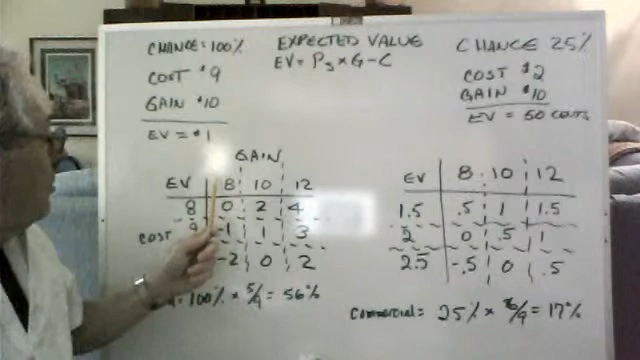 CHANCE = 100%
COST $9
GAIN $10
EV = $1
EXPECTED VALUE
EV = Ps × G - C
CHANCE 25%
COST $2
GAIN $10
EV = 50 CENTS
GAIN
EV 8 10 12
8 0 2 4
COST 9 -1 1 3
-2 0 2
= 100% × 5/9 = 56%
EV 8 10 12
1.5 .5 1 1.5
2 0 .5 1
2.5 -.5 0 .5
COMMERCIAL = 25% × 6/9 = 17%